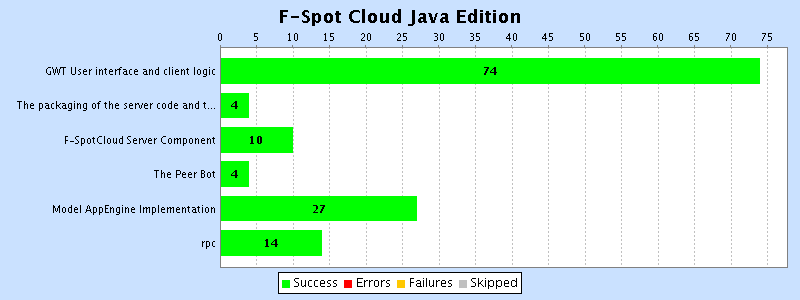 F-Spot Cloud Java Edition
0 5 10 15 20 25 30 35 40 45 50 55 60 65 70 75
GWT User interface and client logic 74
The packaging of the server code and t... 4
F-SpotCloud Server Component 10
The Peer Bot 4
Model AppEngine Implementation 27
rpc 14
Success Errors Failures Skipped